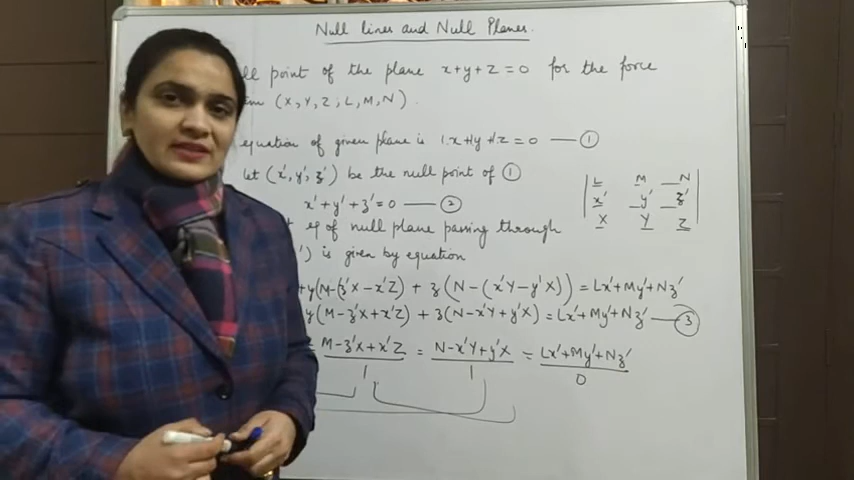 Null lines and Null Planes.
ll point of the plane x+y+z=0 for the force
(X, Y, Z ; L, M, N).
equation of given plane is 1.x+1y+1z=0 — ①
let (x', y', z') be the null point of ①
L M N
x'+y'+z'=0 — ②
x' y' z'
X Y Z
eq of null plane passing through
') is given by equation
+y(M-(z'X-x'Z)) + z(N-(x'Y-y'X)) = Lx'+My'+Nz'
y(M-z'X+x'Z) + z(N-x'Y+y'X) = Lx'+My'+Nz' — ③
= M-z'X+x'Z / 1 = N-x'Y+y'X / 1 = Lx'+My'+Nz' / 0